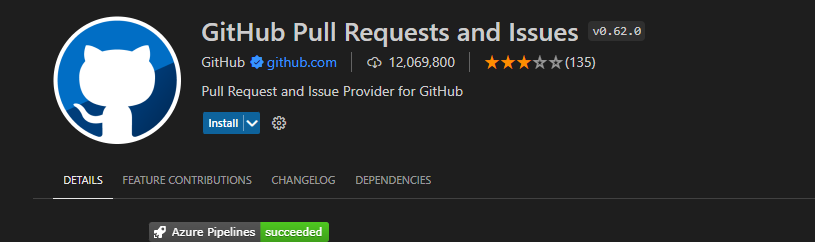 GitHub Pull Requests and Issues v0.62.0
GitHub github.com 12,069,800 (135)
Pull Request and Issue Provider for GitHub
Install
DETAILS FEATURE CONTRIBUTIONS CHANGELOG DEPENDENCIES
Azure Pipelines succeeded